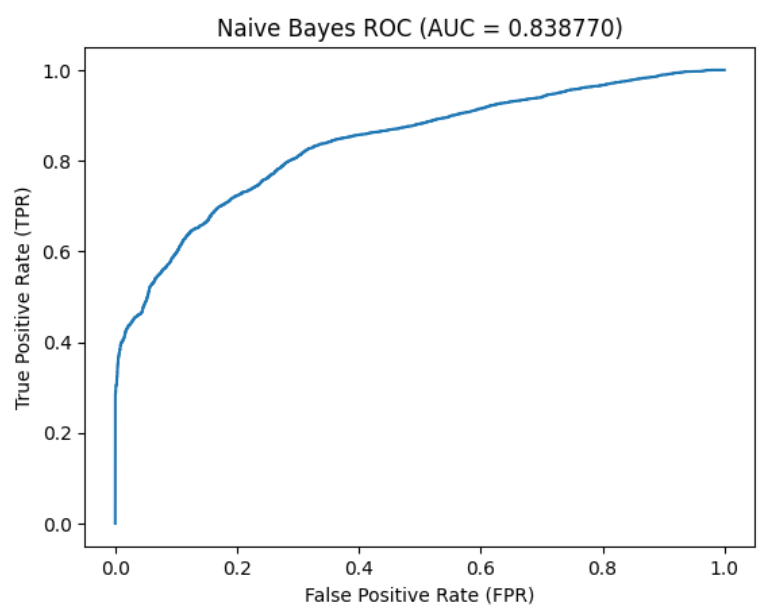 Naive Bayes ROC (AUC = 0.838770)
True Positive Rate (TPR)
1.0
0.8
0.6
0.4
0.2
0.0
0.0 0.2 0.4 0.6 0.8 1.0
False Positive Rate (FPR)